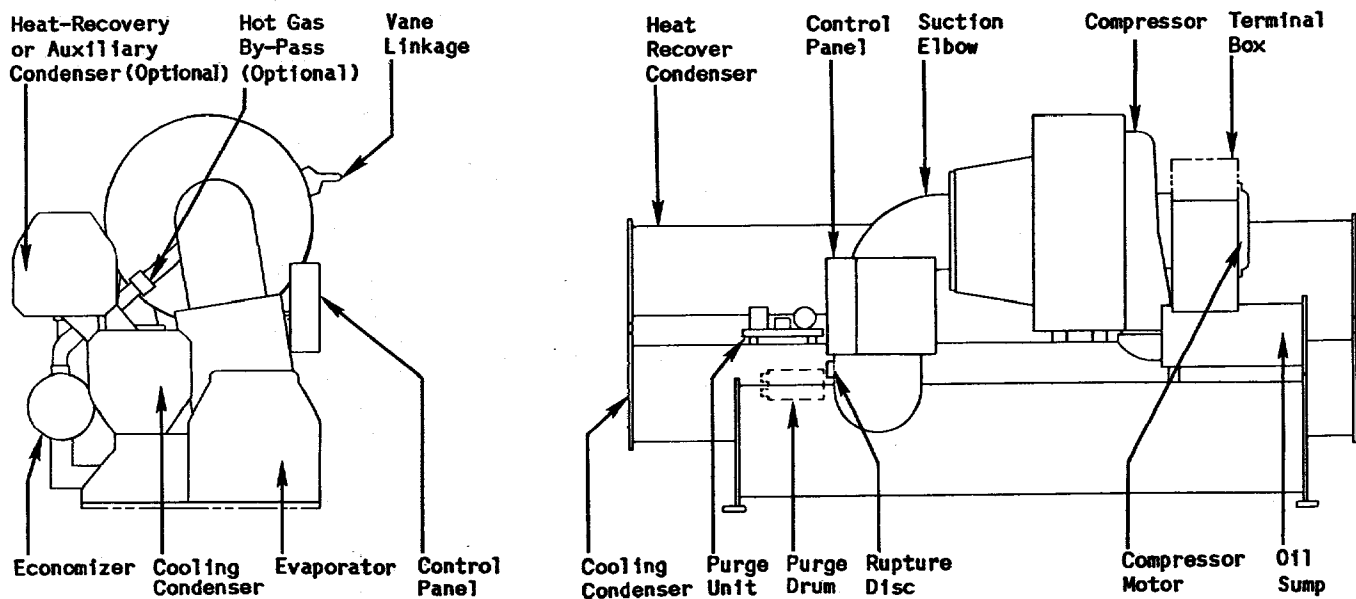 Heat-Recovery
or Auxiliary
Condenser(Optional)
Hot Gas
By-Pass
(Optional)
Vane
Linkage
Heat
Recover
Condenser
Control
Panel
Suction
Elbow
Compressor
Terminal
Box
Economizer
Cooling
Condenser
Evaporator
Control
Panel
Cooling
Condenser
Purge
Unit
Purge
Drum
Rupture
Disc
Compressor
Motor
Oil
Sump